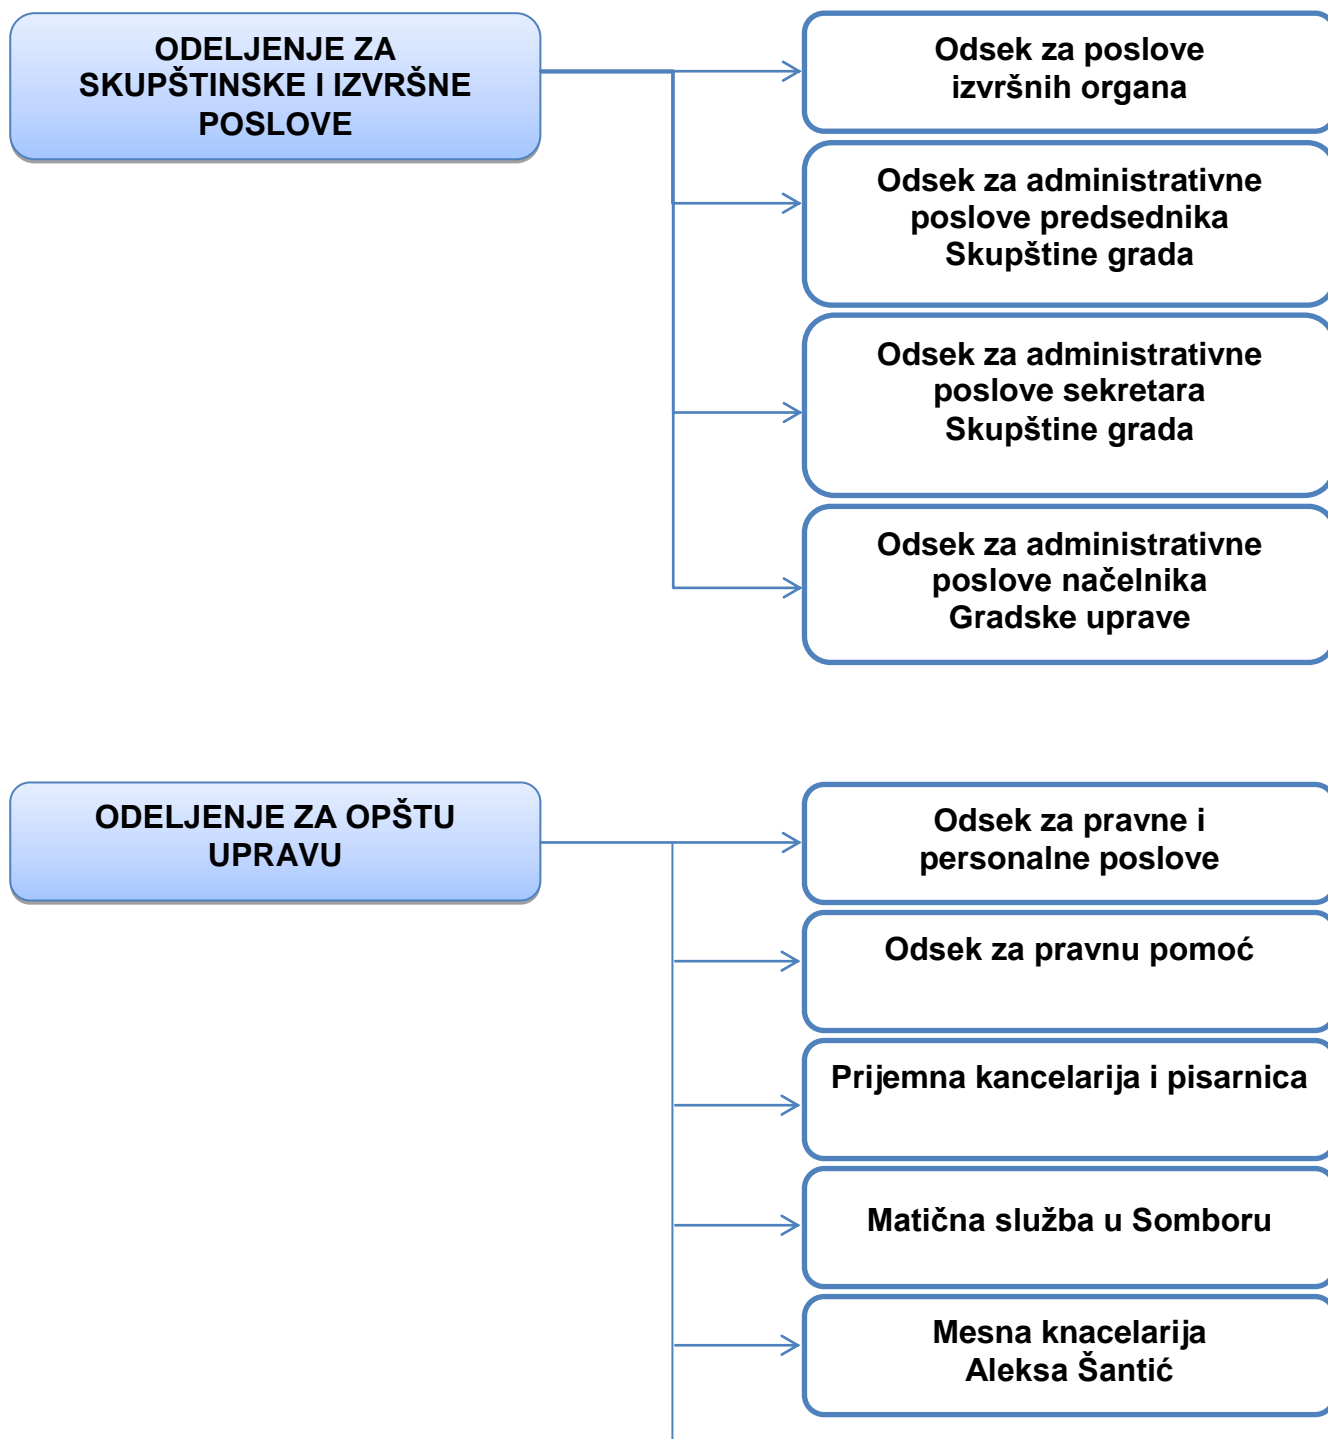 ODELJENJE ZA
SKUPŠTINSKE I IZVRŠNE
POSLOVE
Odsek za poslove
izvršnih organa
Odsek za administrativne
poslove predsednika
Skupštine grada
Odsek za administrativne
poslove sekretara
Skupštine grada
Odsek za administrativne
poslove načelnika
Gradske uprave
ODELJENJE ZA OPŠTU
UPRAVU
Odsek za pravne i
personalne poslove
Odsek za pravnu pomoć
Prijemna kancelarija i pisarnica
Matična služba u Somboru
Mesna knacelarija
Aleksa Šantić